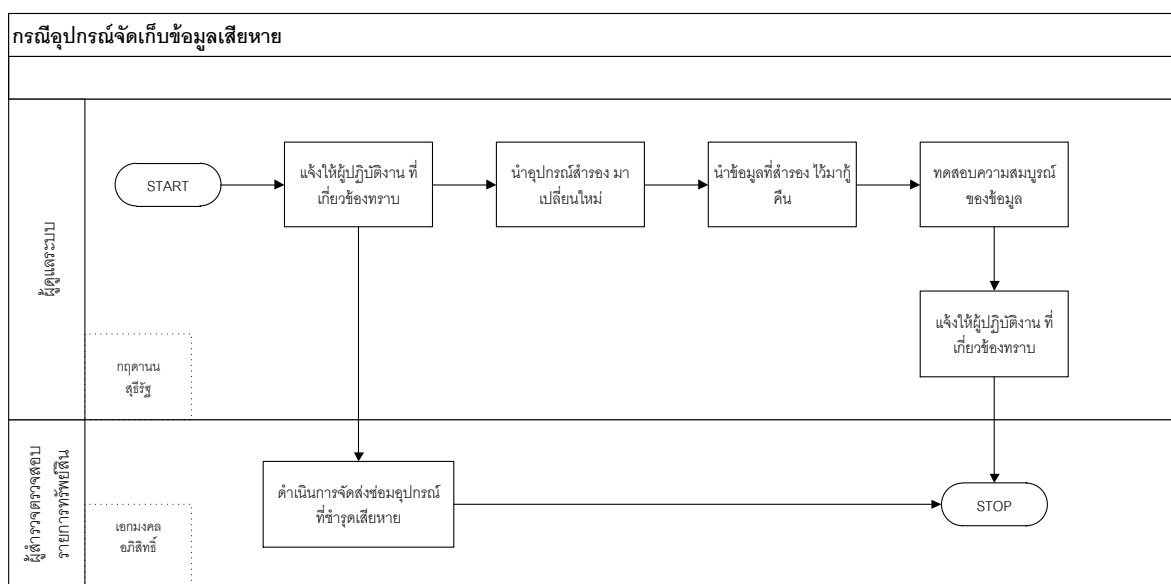 กรณีอุปกรณ์จัดเก็บข้อมูลเสียหาย
ผู้ดูแลระบบ
START
แจ้งให้ผู้ปฏิบัติงาน ที่
เกี่ยวข้องทราบ
นำอุปกรณ์สำรอง มา
เปลี่ยนใหม่
นำข้อมูลที่สำรอง ไว้มากู้
คืน
ทดสอบความสมบูรณ์
ของข้อมูล
แจ้งให้ผู้ปฏิบัติงาน ที่
เกี่ยวข้องทราบ
กฤดานน
สุธีรัฐ
ผู้สำรวจตรวจสอบ
รายการทรัพย์สิน
ดำเนินการจัดส่งซ่อมอุปกรณ์
ที่ชำรุดเสียหาย
STOP
เอกมงคล
อภิสิทธิ์